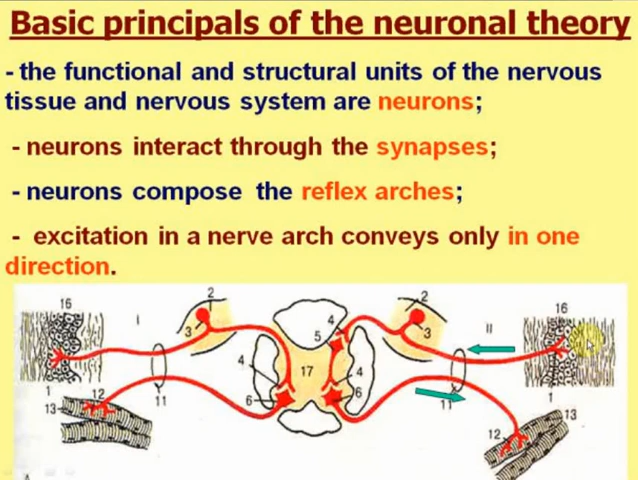 Basic principals of the neuronal theory
- the functional and structural units of the nervous
tissue and nervous system are neurons;
- neurons interact through the synapses;
- neurons compose the reflex arches;
- excitation in a nerve arch conveys only in one
direction.
16 2 4 2 16
I 3 5 3 II
4 17 4
1 6 6 1
13 12 11 11 12 13
A